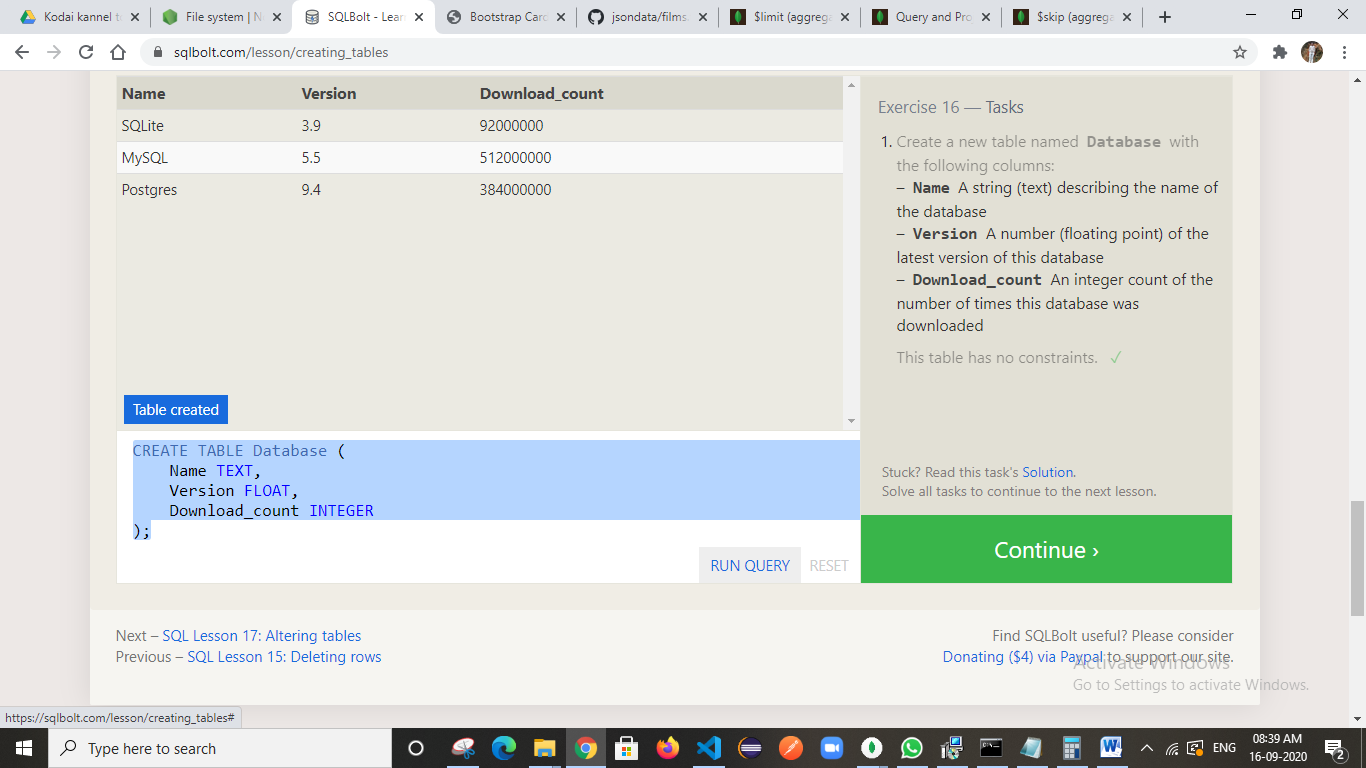 Kodai kannel t
File system | N
SQLBolt - Lear
Bootstrap Card
jsondata/films.
$limit (aggrega
Query and Pro
$skip (aggrega
sqlbolt.com/lesson/creating_tables
Name Version Download_count
SQLite 3.9 92000000
MySQL 5.5 512000000
Postgres 9.4 384000000
Table created
CREATE TABLE Database (
Name TEXT,
Version FLOAT,
Download_count INTEGER
);
RUN QUERY RESET
Exercise 16 — Tasks
1. Create a new table named Database with
the following columns:
– Name A string (text) describing the name of
the database
– Version A number (floating point) of the
latest version of this database
– Download_count An integer count of the
number of times this database was
downloaded
This table has no constraints. ✓
Stuck? Read this task's Solution.
Solve all tasks to continue to the next lesson.
Continue ›
Next – SQL Lesson 17: Altering tables
Previous – SQL Lesson 15: Deleting rows
Find SQLBolt useful? Please consider
Donating ($4) via Paypal to support our site.
Activate Windows
Go to Settings to activate Windows.
https://sqlbolt.com/lesson/creating_tables#
Type here to search
ENG
08:39 AM
16-09-2020
2